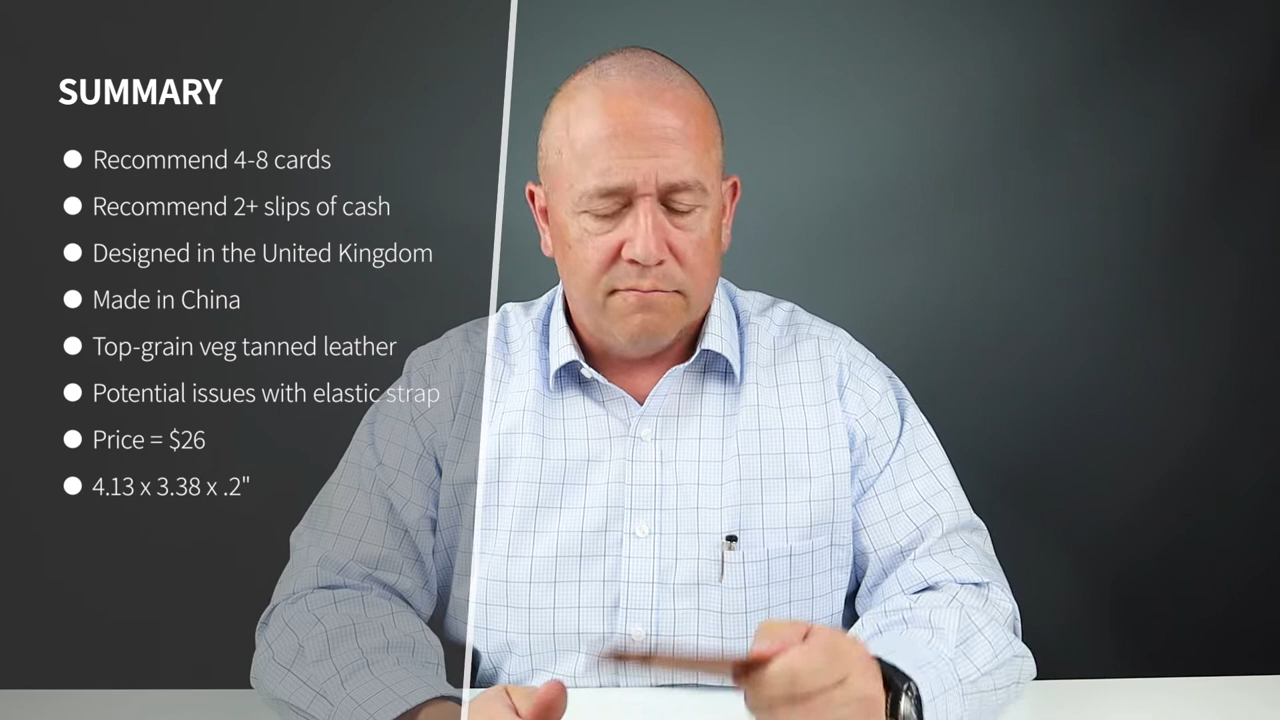 SUMMARY
Recommend 4-8 cards
Recommend 2+ slips of cash
Designed in the United Kingdom
Made in China
Top-grain veg tanned leather
Potential issues with elastic strap
Price = $26
4.13 x 3.38 x .2"